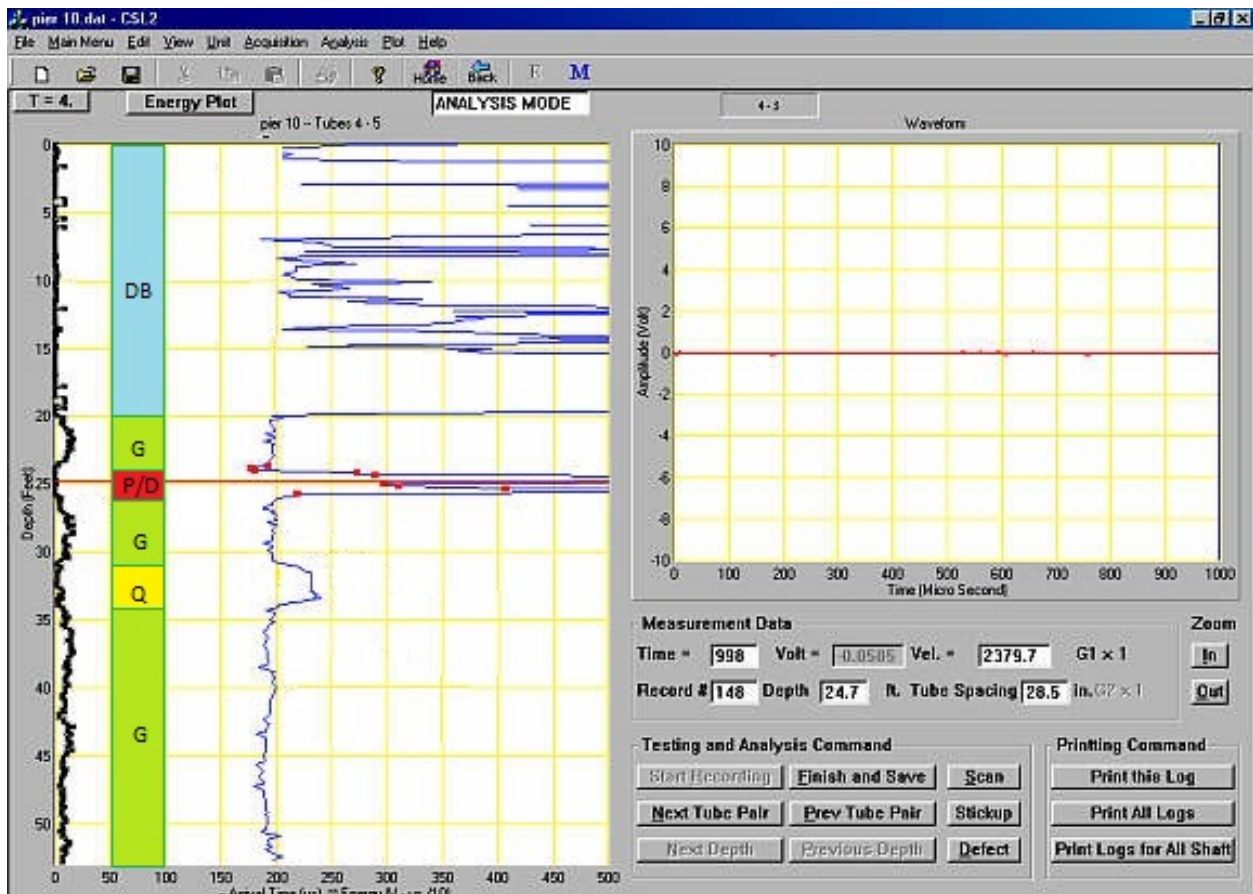 pier 10.dat - CSL2
File Main Menu Edit View Unit Acquisition Analysis Plot Help
Home Back F M
T = 4. Energy Plot ANALYSIS MODE
pier 10 -- Tubes 4 - 5
Waveform
DB
G
P/D
G
Q
G
Depth (Feet)
0
5
10
15
20
25
30
35
40
45
50
0 50 100 150 200 250 300 350 400 450 500
Amplitude (Volt)
10
8
6
4
2
0
-2
-4
-6
-8
-10
0 100 200 300 400 500 600 700 800 900 1000
Time (Micro Second)
Measurement Data Zoom
Time = 998 Volt = -0.0505 Vel. = 2379.7 G1 x 1 In
Record # 148 Depth 24.7 ft. Tube Spacing 28.5 in. G2 x 1 Out
Testing and Analysis Command Printting Command
Start Recording Finish and Save Scan Print this Log
Next Tube Pair Prev Tube Pair Stickup Print All Logs
Next Depth Previous Depth Defect Print Logs for All Shaft